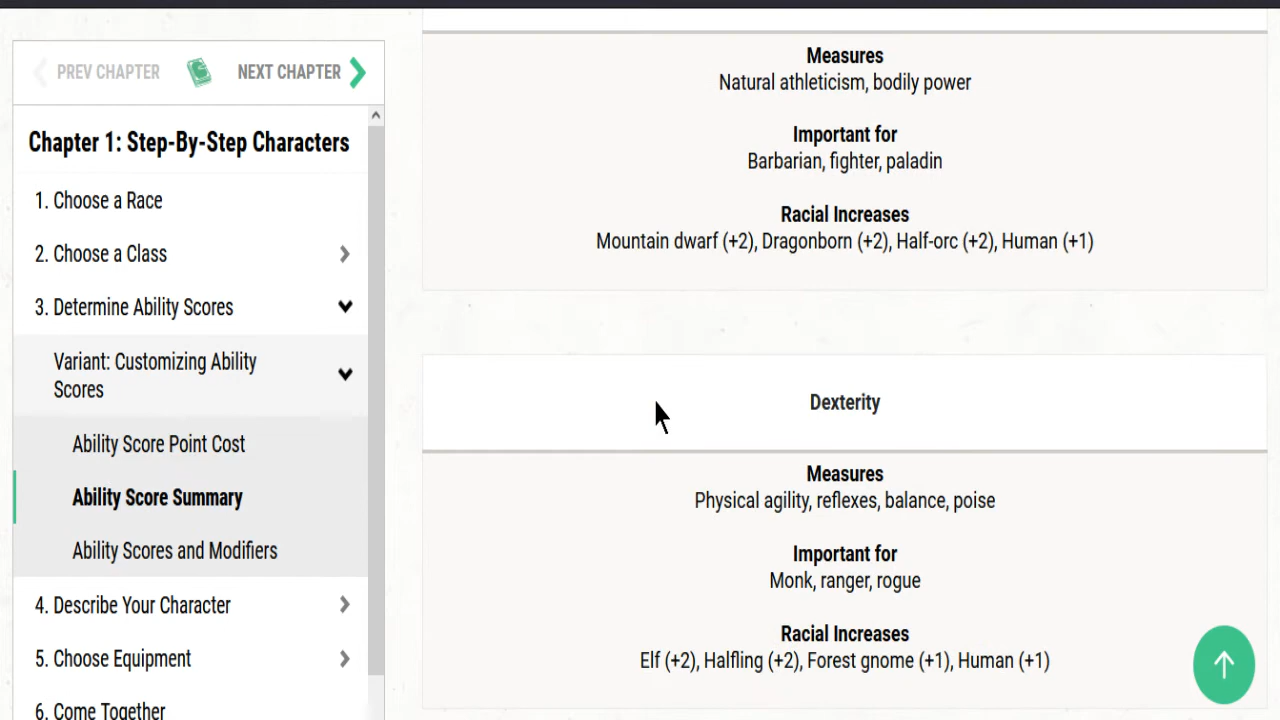 PREV CHAPTER
NEXT CHAPTER
Chapter 1: Step-By-Step Characters
1. Choose a Race
2. Choose a Class
3. Determine Ability Scores
Variant: Customizing Ability
Scores
Ability Score Point Cost
Ability Score Summary
Ability Scores and Modifiers
4. Describe Your Character
5. Choose Equipment
6. Come Together
Measures
Natural athleticism, bodily power
Important for
Barbarian, fighter, paladin
Racial Increases
Mountain dwarf (+2), Dragonborn (+2), Half-orc (+2), Human (+1)
Dexterity
Measures
Physical agility, reflexes, balance, poise
Important for
Monk, ranger, rogue
Racial Increases
Elf (+2), Halfling (+2), Forest gnome (+1), Human (+1)